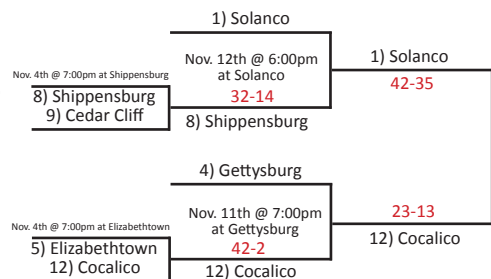 1) Solanco
Nov. 12th @ 6:00pm
at Solanco
1) Solanco
Nov. 4th @ 7:00pm at Shippensburg
42-35
8) Shippensburg
32-14
9) Cedar Cliff
8) Shippensburg
4) Gettysburg
Nov. 11th @ 7:00pm
at Gettysburg
23-13
Nov. 4th @ 7:00pm at Elizabethtown
12) Cocalico
5) Elizabethtown
42-2
12) Cocalico
12) Cocalico